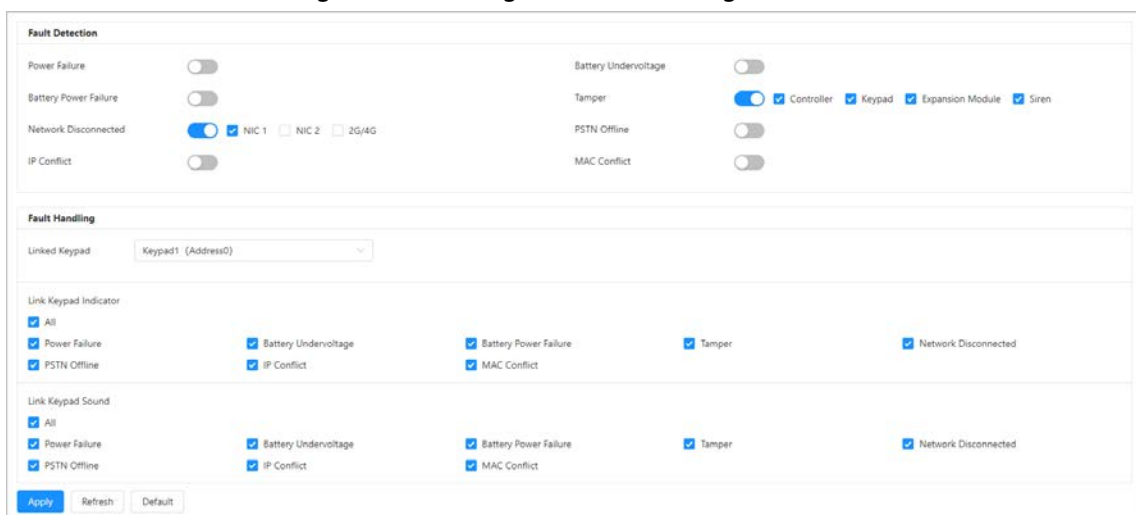 Fault Detection
Power Failure
Battery Undervoltage
Battery Power Failure
Tamper Controller Keypad Expansion Module Siren
Network Disconnected NIC 1 NIC 2 2G/4G
PSTN Offline
IP Conflict
MAC Conflict
Fault Handling
Linked Keypad Keypad1 (Address0)
Link Keypad Indicator
All
Power Failure Battery Undervoltage Battery Power Failure Tamper Network Disconnected
PSTN Offline IP Conflict MAC Conflict
Link Keypad Sound
All
Power Failure Battery Undervoltage Battery Power Failure Tamper Network Disconnected
PSTN Offline IP Conflict MAC Conflict
Apply Refresh Default